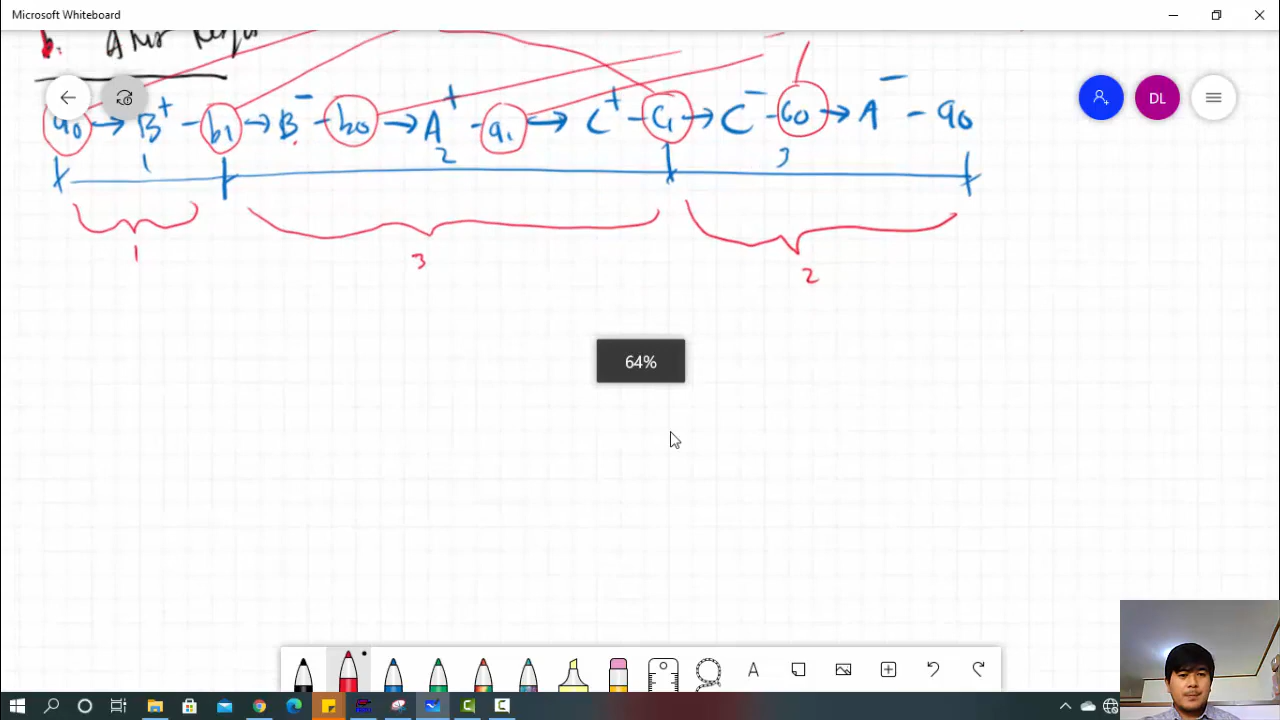 Microsoft Whiteboard
b.
DL
a0 → B+ - b1 → B- - b0 → A+ - a1 → C+ - C1 → C- - C0 → A- - a0
1 2 3
1 3 2
64%
A